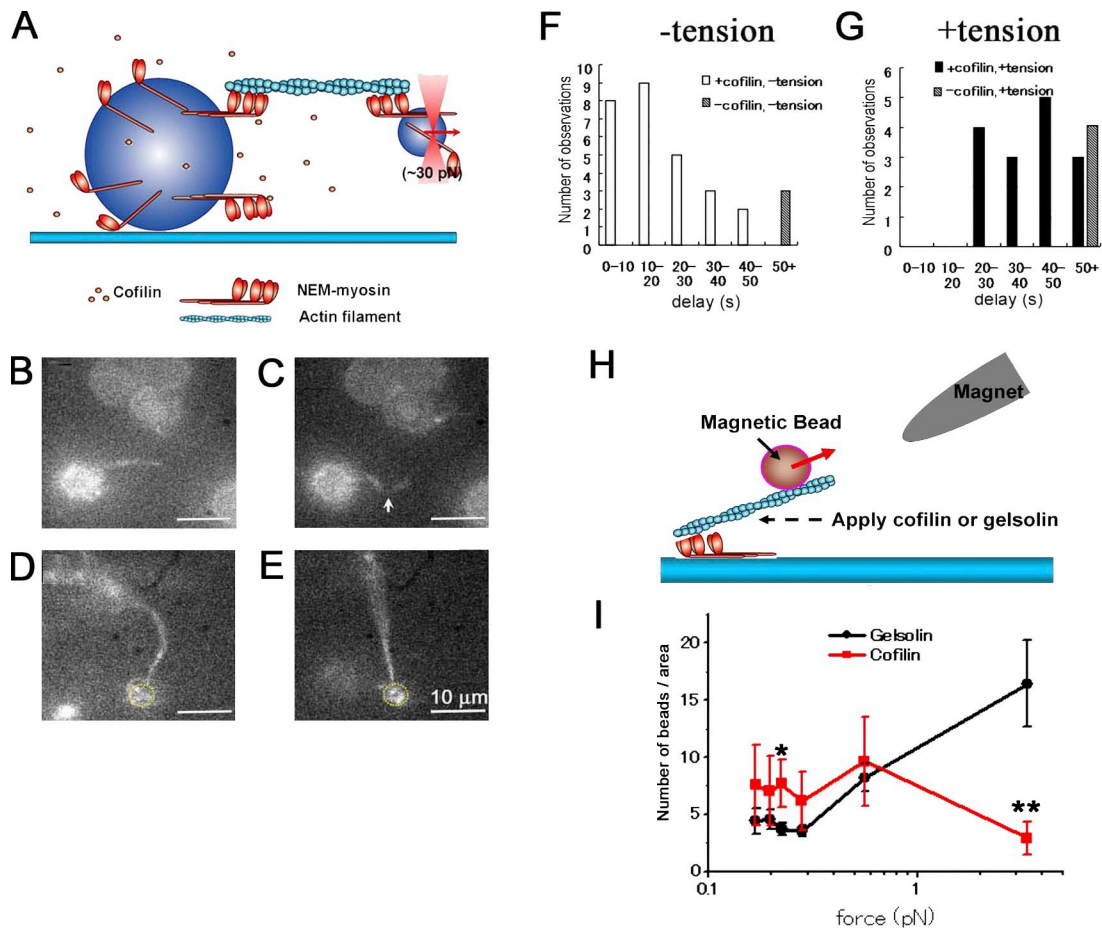 A
(~30 pN)
Cofilin
NEM-myosin
Actin filament
B
C
D
E
10 µm
F
-tension
Number of observations
10
9
8
7
6
5
4
3
2
1
0
+cofilin, −tension
−cofilin, −tension
0−10 10− 20− 30− 40− 50+
20 30 40 50
delay (s)
G
+tension
Number of observations
6
5
4
3
2
1
0
+cofilin, +tension
−cofilin, +tension
0−10 10− 20− 30− 40− 50+
20 30 40 50
delay (s)
H
Magnet
Magnetic Bead
Apply cofilin or gelsolin
I
Number of beads / area
20
15
10
5
0
Gelsolin
Cofilin
*
**
0.1 1
force (pN)